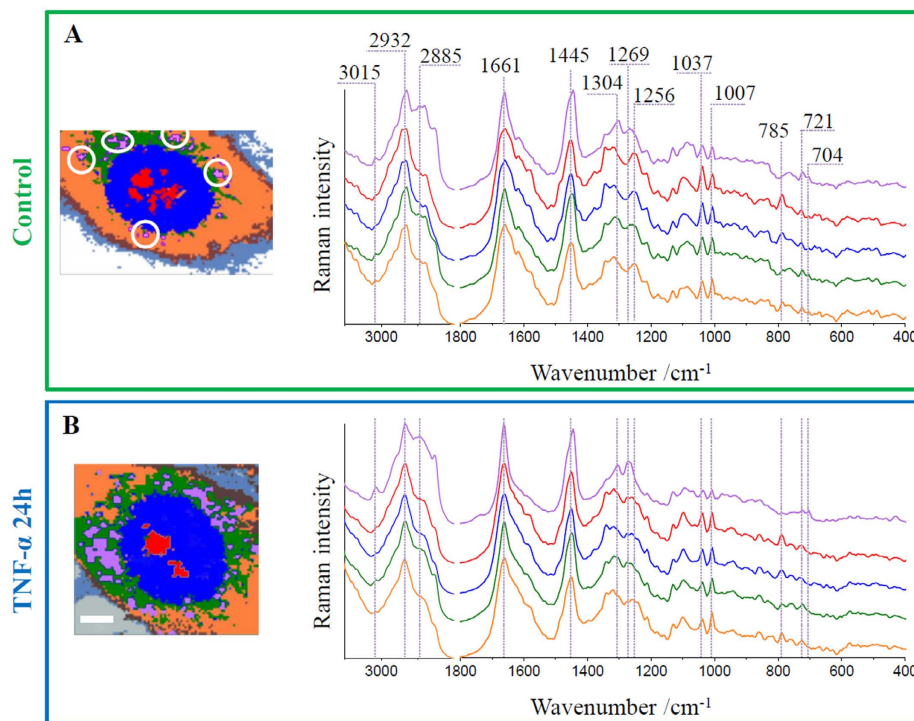 A
Control
2932
2885
3015
1661
1445
1269
1304
1256
1037
1007
785
721
704
Raman intensity
3000 1800 1600 1400 1200 1000 800 600 400
Wavenumber /cm-1
B
TNF-α 24h
Raman intensity
3000 1800 1600 1400 1200 1000 800 600 400
Wavenumber /cm-1